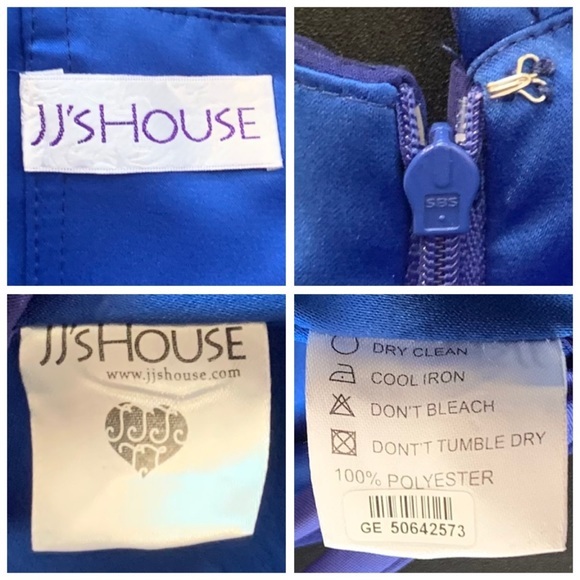 JJ'SHOUSE
SBS
JJ'SHOUSE
www.jjshouse.com
DRY CLEAN
COOL IRON
DON'T BLEACH
DONT'T TUMBLE DRY
100% POLYESTER
GE 50642573